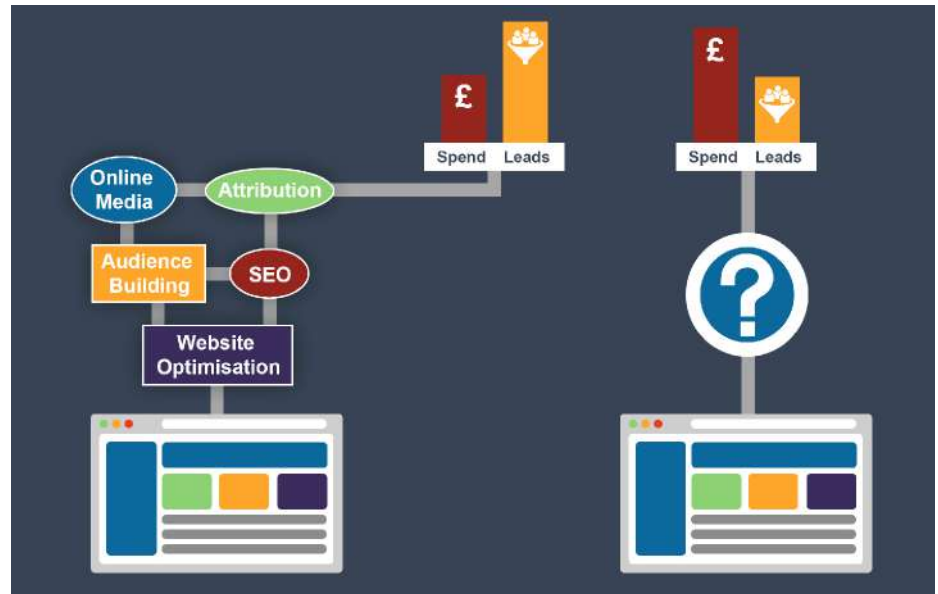 £
£
Spend Leads
Spend Leads
Online
Media
Attribution
Audience
Building
SEO
?
Website
Optimisation